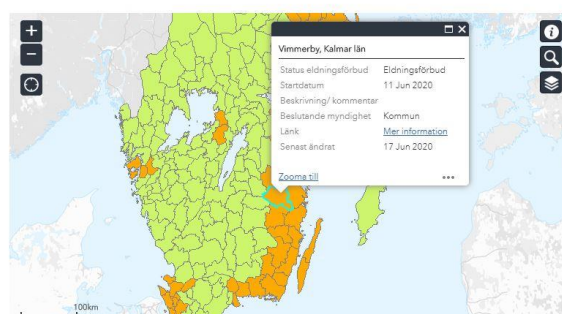 Vimmerby, Kalmar län
Status eldningsförbud Eldningsförbud
Startdatum 11 Jun 2020
Beskrivning/ kommentar
Beslutande myndighet Kommun
Länk Mer information
Senast ändrat 17 Jun 2020
Zooma till
100km